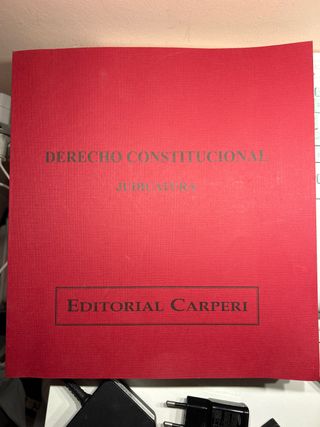 DERECHO CONSTITUCIONAL
JUDICATURA
EDITORIAL CARPERI